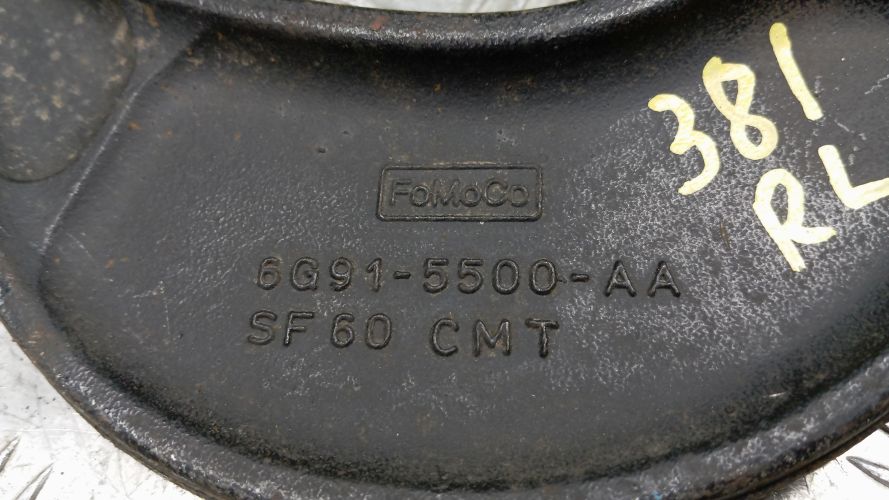 FoMoCo
6G91-5500-AA
SF60 CMT
381
RL